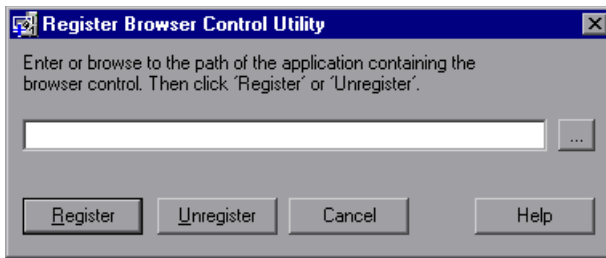 Register Browser Control Utility
Enter or browse to the path of the application containing the
browser control. Then click ´Register´ or ´Unregister´.
...
Register Unregister Cancel Help